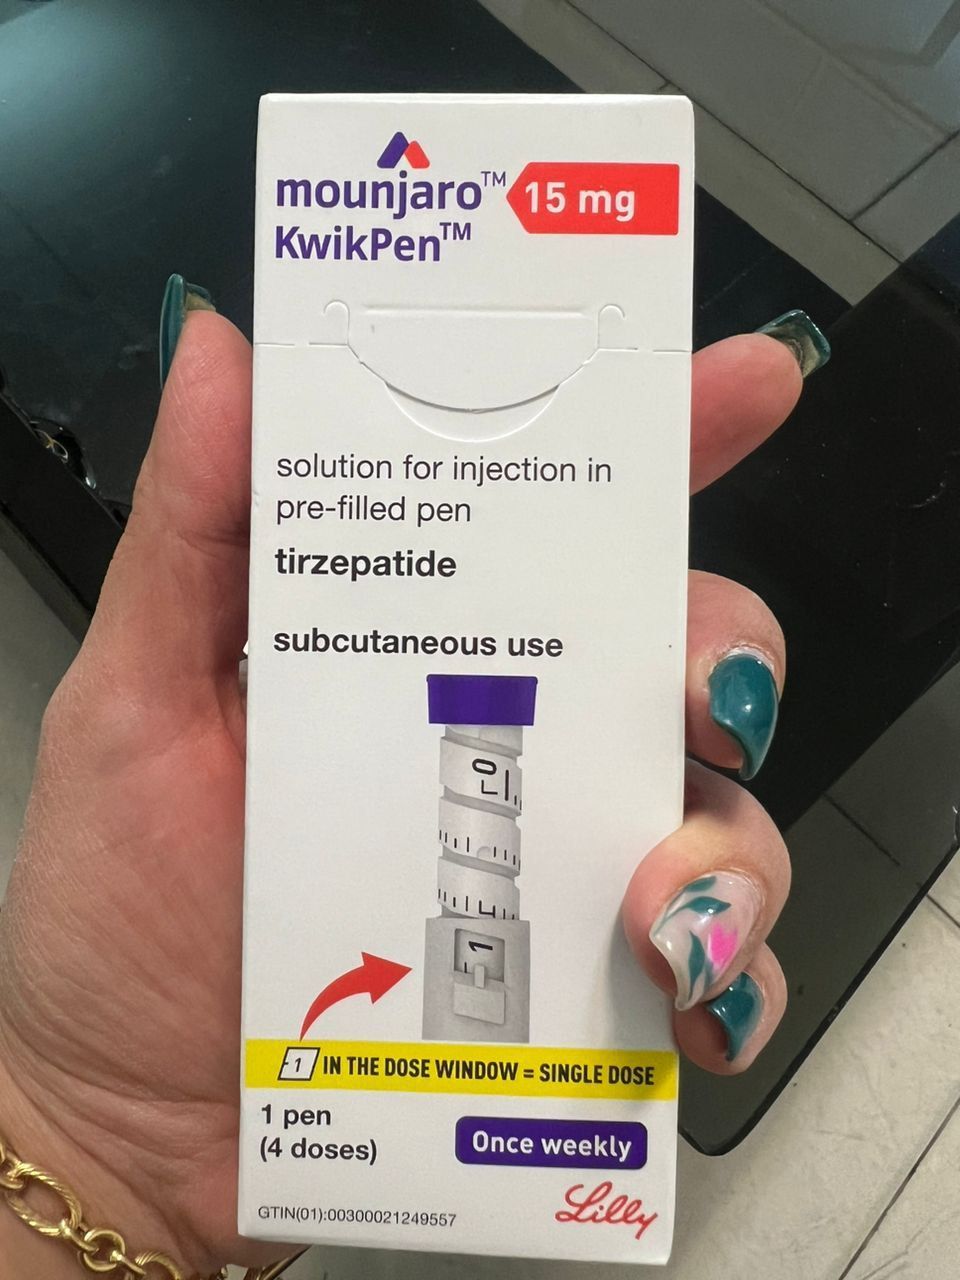 mounjaro™ 15 mg
KwikPen™
solution for injection in
pre-filled pen
tirzepatide
subcutaneous use
0
1
1 IN THE DOSE WINDOW = SINGLE DOSE
1 pen
(4 doses)
Once weekly
GTIN(01):00300021249557
Lilly